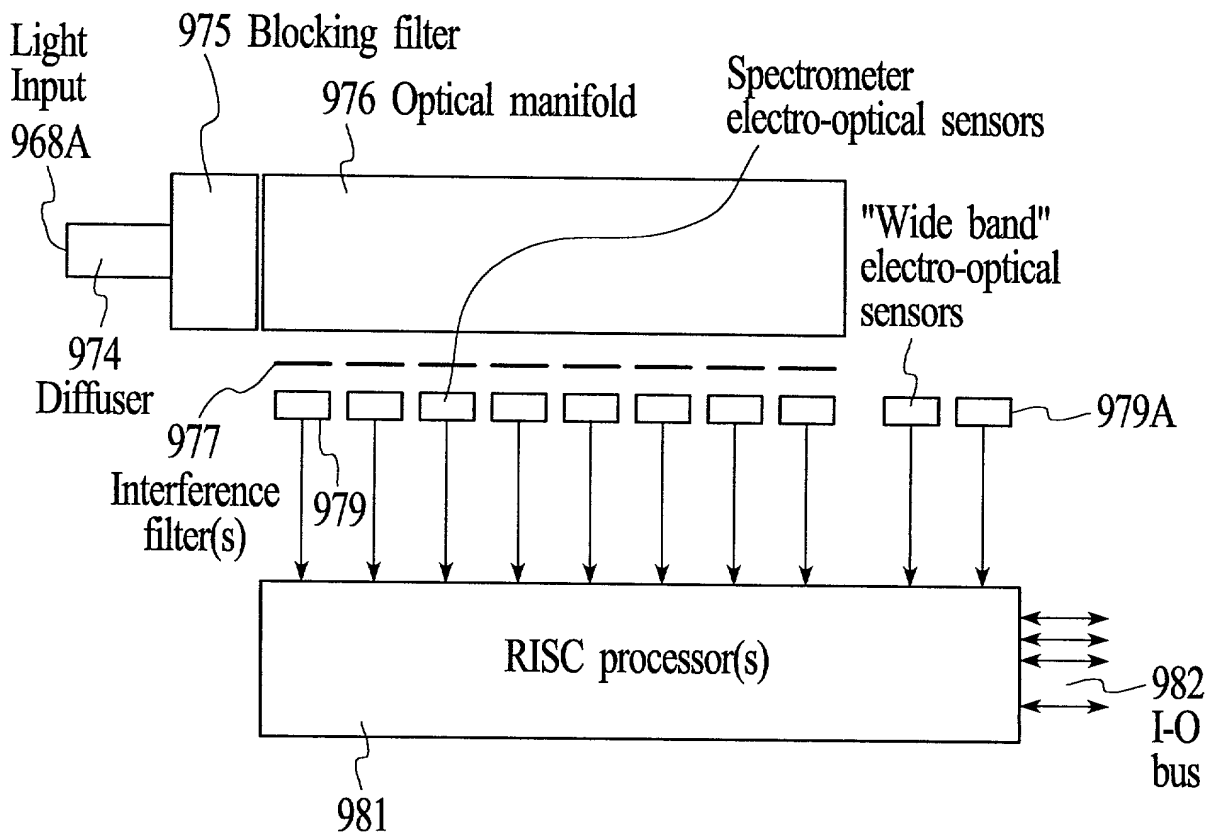 Light
Input
968A
975 Blocking filter
976 Optical manifold
Spectrometer
electro-optical sensors
"Wide band"
electro-optical
sensors
974
Diffuser
977
Interference
filter(s)
979
979A
RISC processor(s)
981
982
I-O
bus